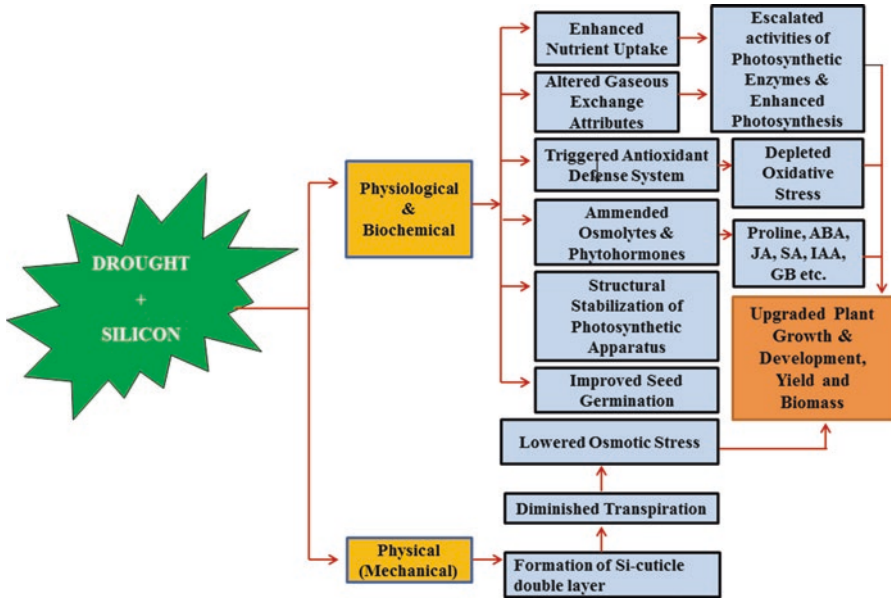 DROUGHT
+
SILICON
Physiological
&
Biochemical
Physical
(Mechanical)
Enhanced
Nutrient Uptake
Altered Gaseous
Exchange
Attributes
Triggered Antioxidant
Defense System
Ammended
Osmolytes &
Phytohormones
Structural
Stabilization of
Photosynthetic
Apparatus
Improved Seed
Germination
Lowered Osmotic Stress
Diminished Transpiration
Formation of Si-cuticle
double layer
Escalated
activities of
Photosynthetic
Enzymes &
Enhanced
Photosynthesis
Depleted
Oxidative
Stress
Proline, ABA,
JA, SA, IAA,
GB etc.
Upgraded Plant
Growth &
Development,
Yield and
Biomass